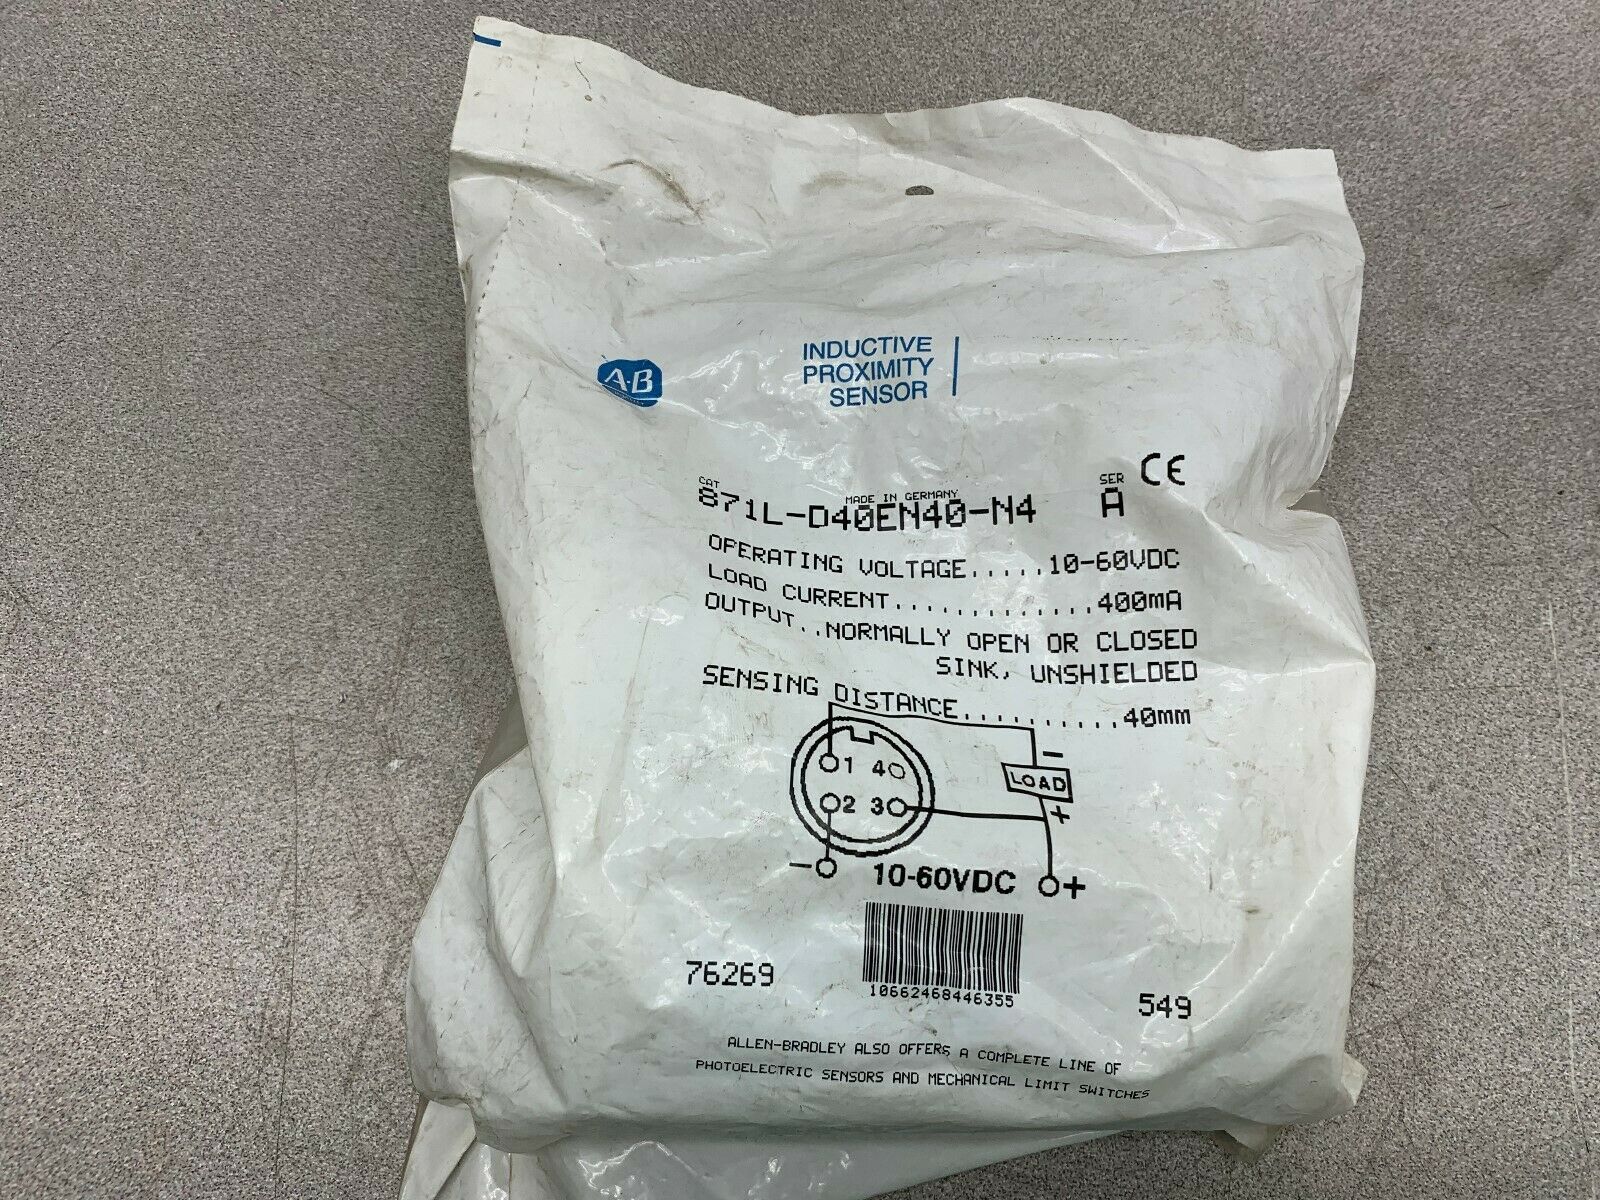 A-B
INDUCTIVE
PROXIMITY
SENSOR
CE
CAT
MADE IN GERMANY
SER
871L-D40EN40-N4 A
OPERATING VOLTAGE.....10-60VDC
LOAD CURRENT.............400mA
OUTPUT..NORMALLY OPEN OR CLOSED
SINK, UNSHIELDED
SENSING DISTANCE..........40mm
1 4
2 3
-
LOAD
+
- 10-60VDC +
76269
10662468446355
549
ALLEN-BRADLEY ALSO OFFERS A COMPLETE LINE OF
PHOTOELECTRIC SENSORS AND MECHANICAL LIMIT SWITCHES